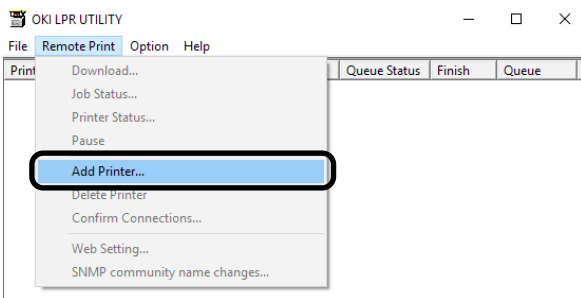 OKI LPR UTILITY
File Remote Print Option Help
Print Queue Status Finish Queue
Download...
Job Status...
Printer Status...
Pause
Add Printer...
Delete Printer
Confirm Connections...
Web Setting...
SNMP community name changes...